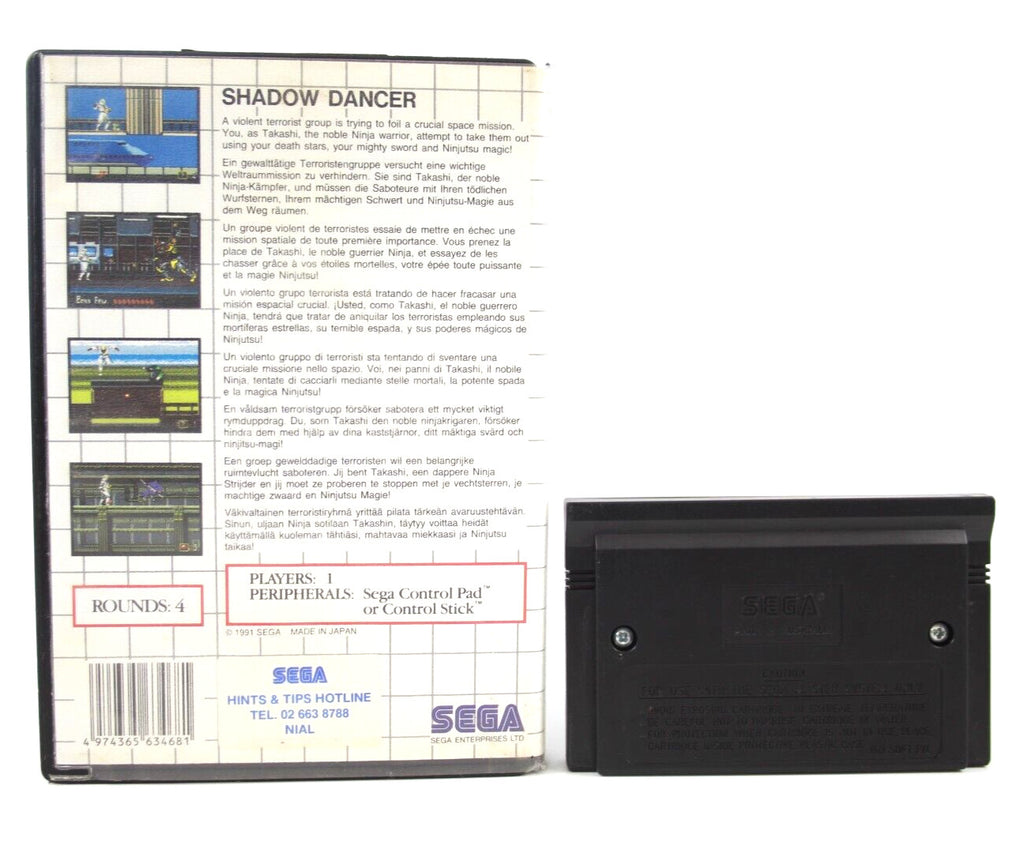 SHADOW DANCER
A violent terrorist group is trying to foil a crucial space mission.
You, as Takashi, the noble Ninja warrior, attempt to take them out
using your death stars, your mighty sword and Ninjutsu magic!
Ein gewalttätige Terroristengruppe versucht eine wichtige
Weltraummission zu verhindern. Sie sind Takashi, der noble
Ninja-Kämpfer, und müssen die Saboteure mit Ihren tödlichen
Wurfsternen, Ihrem mächtigen Schwert und Ninjutsu-Magie aus
dem Weg räumen.
Un groupe violent de terroristes essaie de mettre en échec une
mission spatiale de toute première importance. Vous prenez la
place de Takashi, le noble guerrier Ninja, et essayez de les
chasser grâce à vos étoiles mortelles, votre épée toute puissante
et la magie Ninjutsu!
Un violento grupo terrorista está tratando de hacer fracasar una
misión espacial crucial. ¡Usted, como Takashi, el noble guerrero
Ninja, tendrá que tratar de aniquilar los terroristas empleando sus
mortíferas estrellas, su temible espada, y sus poderes mágicos de
Ninjutsu!
Un violento gruppo di terroristi sta tentando di sventare una
cruciale missione nello spazio. Voi, nei panni di Takashi, il nobile
Ninja, tentate di cacciarli mediante stelle mortali, la potente spada
e la magica Ninjutsu!
En våldsam terroristgrupp försöker sabotera ett mycket viktigt
rymduppdrag. Du, som Takashi den noble ninjakrigaren, försöker
hindra dem med hjälp av dina kaststjärnor, ditt mäktiga svärd och
ninjitsu-magi!
Een groep gewelddadige terroristen wil een belangrijke
ruimtevlucht saboteren. Jij bent Takashi, een dappere Ninja
Strijder en jij moet ze proberen te stoppen met je vechtsterren, je
machtige zwaard en Ninjutsu Magie!
Väkivaltainen terroristiryhmä yrittää pilata tärkeän avaruustehtävän.
Sinun, uljaan Ninja sotilaan Takashin, täytyy voittaa heidät
käyttämällä kuoleman tähtiäsi, mahtavaa miekkaasi ja Ninjutsu
taikaa!
ROUNDS: 4
PLAYERS: 1
PERIPHERALS: Sega Control Pad™
or Control Stick™
© 1991 SEGA MADE IN JAPAN
4 974365 634681
SEGA
HINTS & TIPS HOTLINE
TEL. 02 663 8788
NIAL
SEGA
SEGA ENTERPRISES LTD
SEGA
CAUTION